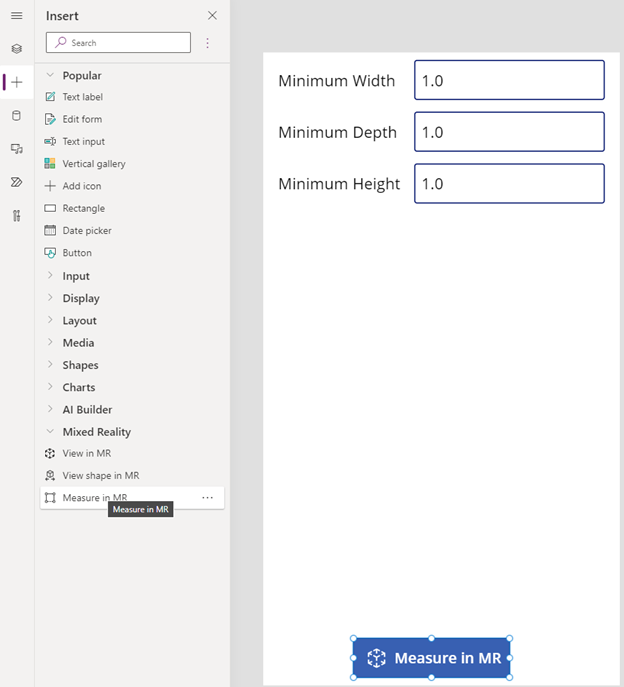 Insert
Search
Popular
Text label
Edit form
Text input
Vertical gallery
Add icon
Rectangle
Date picker
Button
Input
Display
Layout
Media
Shapes
Charts
AI Builder
Mixed Reality
View in MR
View shape in MR
Measure in MR
Measure in MR
Minimum Width 1.0
Minimum Depth 1.0
Minimum Height 1.0
Measure in MR